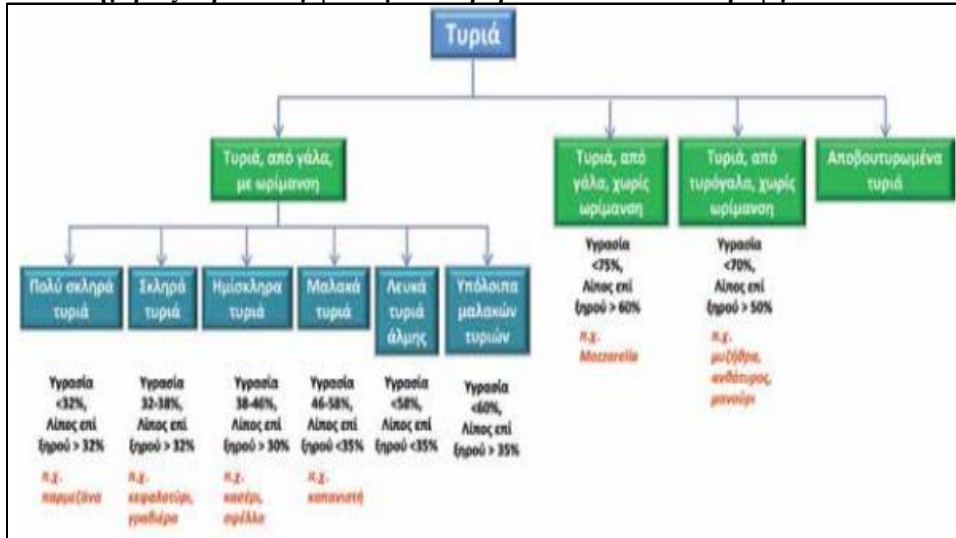 Τυριά
Τυριά, από γάλα,
με ωρίμανση
Τυριά, από
γάλα, χωρίς
ωρίμανση
Τυριά, από
τυρόγαλα, χωρίς
ωρίμανση
Αποβουτυρωμένα
τυριά
Πολύ σκληρά
τυριά
Σκληρά
τυριά
Ημίσκληρα
τυριά
Μαλακά
τυριά
Λευκά
τυριά
άλμης
Υπόλοιπα
μαλακών
τυριών
Υγρασία
<32%,
Λίπος επί
ξηρού > 32%
π.χ.
παρμεζάνα
Υγρασία
32-38%,
Λίπος επί
ξηρού > 32%
π.χ.
κεφαλοτύρι,
γραβιέρα
Υγρασία
38-46%,
Λίπος επί
ξηρού > 30%
π.χ.
κασέρι,
σφέλλα
Υγρασία
46-58%,
Λίπος επί
ξηρού <35%
π.χ.
κοπανιστή
Υγρασία
<58%,
Λίπος επί
ξηρού <35%
Υγρασία
<60%,
Λίπος επί
ξηρού > 35%
Υγρασία
<75%,
Λίπος επί
ξηρού > 60%
π.χ.
Mozzarella
Υγρασία
<70%,
Λίπος επί
ξηρού > 50%
π.χ.
μυζήθρα,
ανθότυρος,
μανούρι